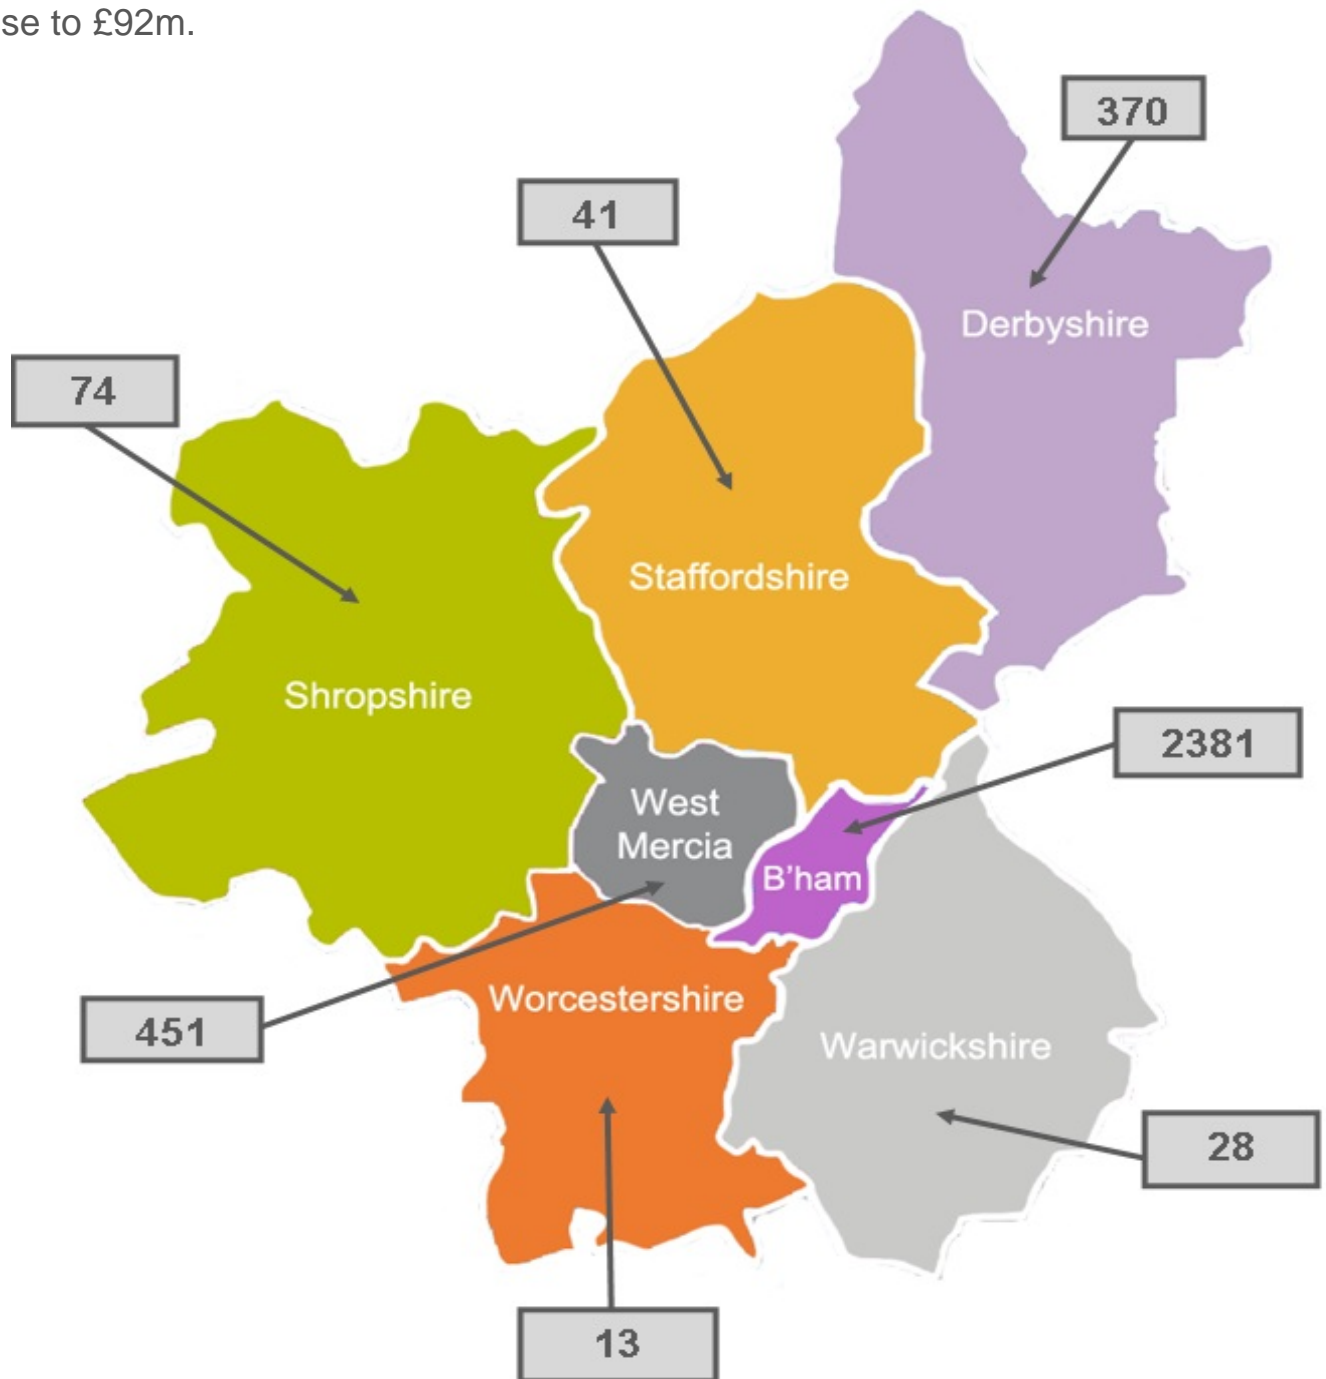 se to £92m.
370
41
Derbyshire
74
Staffordshire
Shropshire
2381
West
Mercia
B'ham
Worcestershire
451
Warwickshire
28
13